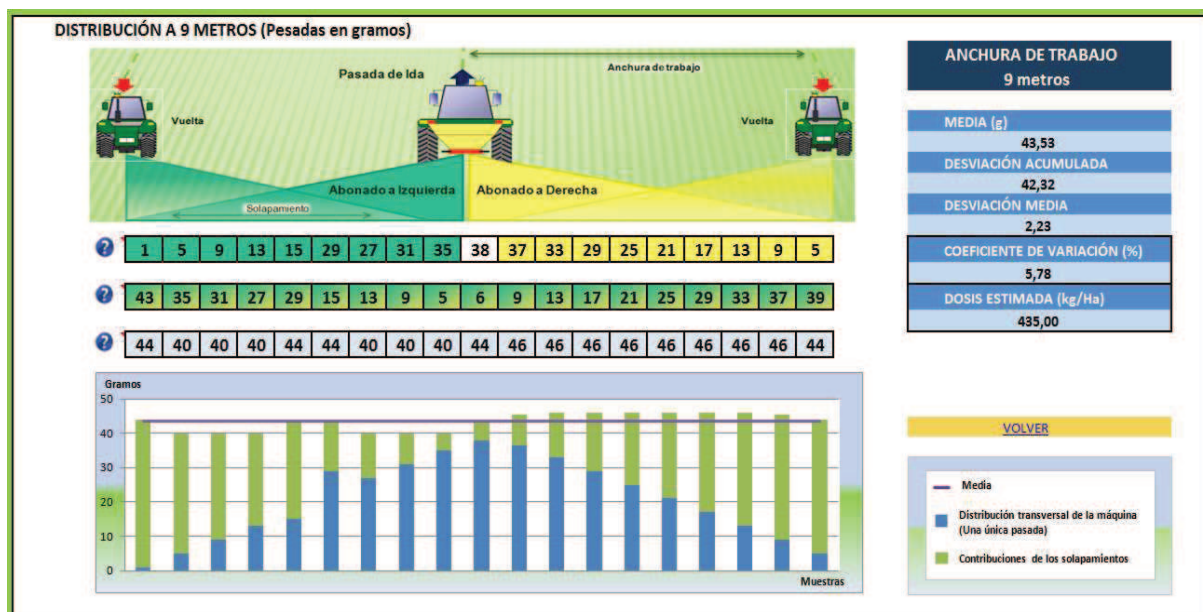 DISTRIBUCIÓN A 9 METROS (Pesadas en gramos)
Pasada de Ida
Anchura de trabajo
Vuelta
Vuelta
Abonado a Izquierda
Abonado a Derecha
Solapamiento
? 1 5 9 13 15 29 27 31 35 38 37 33 29 25 21 17 13 9 5
? 43 35 31 27 29 15 13 9 5 6 9 13 17 21 25 29 33 37 39
? 44 40 40 40 44 44 40 40 40 44 46 46 46 46 46 46 46 46 44
Gramos
50
40
30
20
10
0
Muestras
ANCHURA DE TRABAJO
9 metros
MEDIA (g)
43,53
DESVIACIÓN ACUMULADA
42,32
DESVIACIÓN MEDIA
2,23
COEFICIENTE DE VARIACIÓN (%)
5,78
DOSIS ESTIMADA (kg/Ha)
435,00
VOLVER
Media
Distribución transversal de la máquina
(Una única pasada)
Contribuciones de los solapamientos